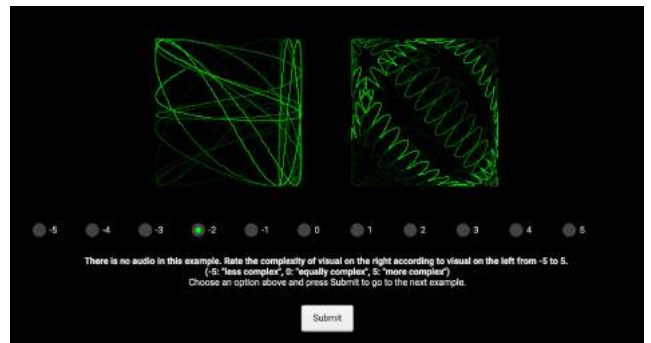 -5 -4 -3 -2 -1 0 1 2 3 4 5
There is no audio in this example. Rate the complexity of visual on the right according to visual on the left from -5 to 5.
(-5: "less complex", 0: "equally complex", 5: "more complex")
Choose an option above and press Submit to go to the next example.
Submit